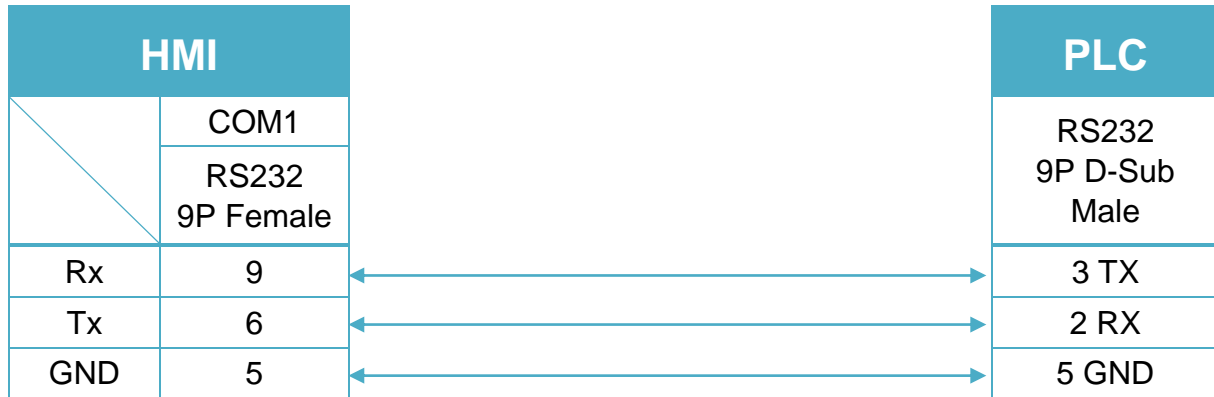 HMI
PLC
COM1
RS232
9P Female
RS232
9P D-Sub
Male
Rx 9 3 TX
Tx 6 2 RX
GND 5 5 GND